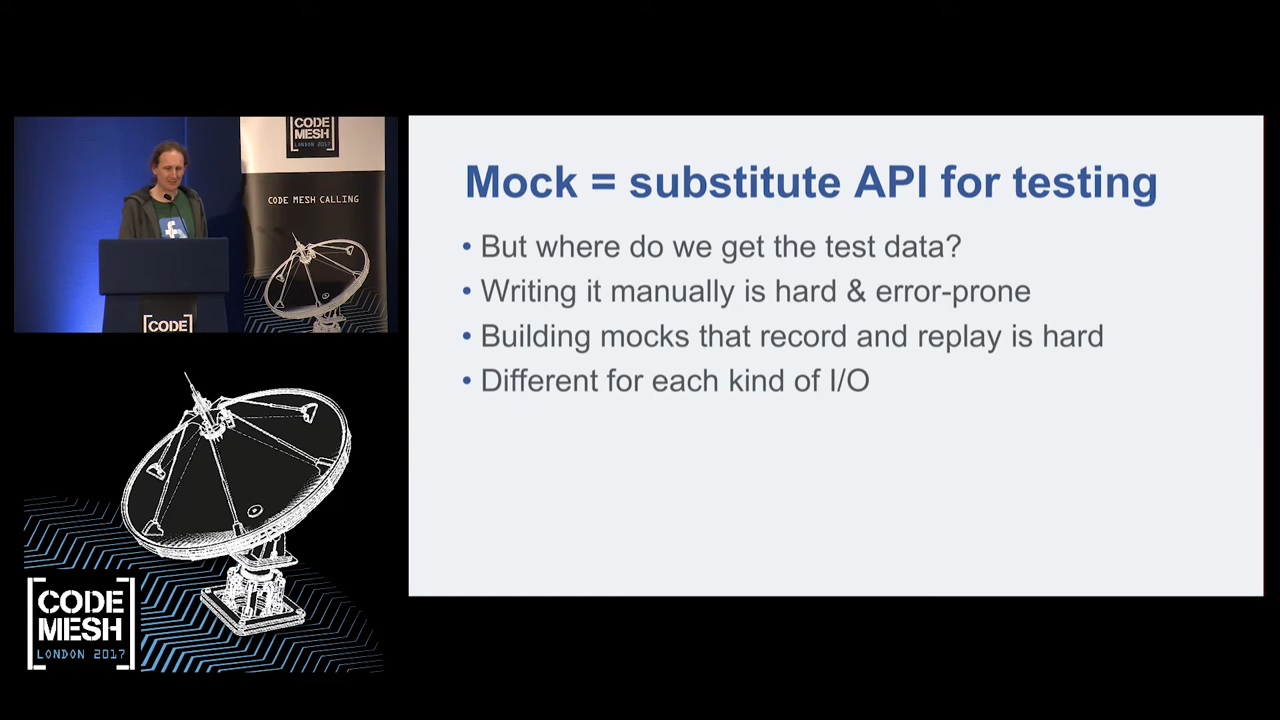 CODE
MESH
LONDON 2017
CODE MESH CALLING
f
[CODE]
Mock = substitute API for testing
• But where do we get the test data?
• Writing it manually is hard & error-prone
• Building mocks that record and replay is hard
• Different for each kind of I/O
CODE
MESH
LONDON 2017